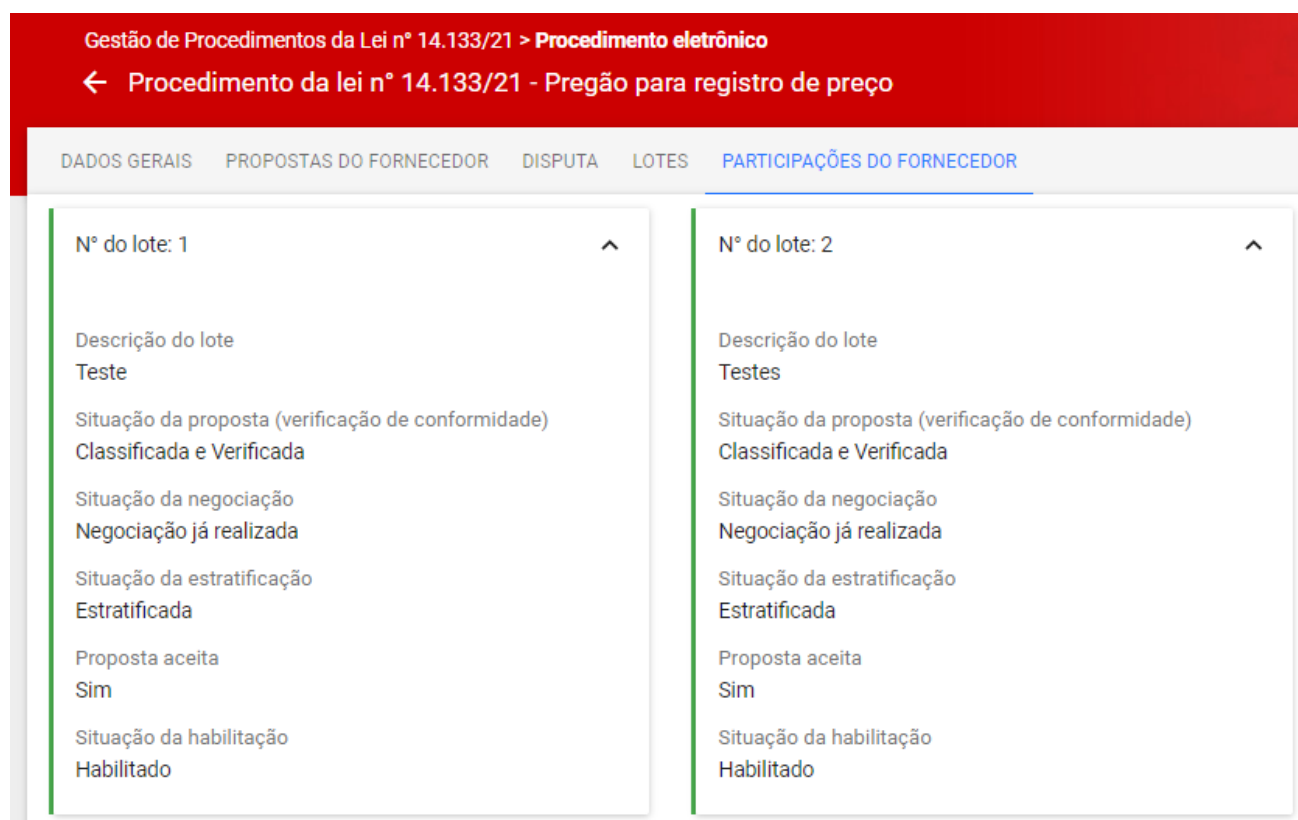 Gestão de Procedimentos da Lei n° 14.133/21 > Procedimento eletrônico
← Procedimento da lei n° 14.133/21 - Pregão para registro de preço
DADOS GERAIS PROPOSTAS DO FORNECEDOR DISPUTA LOTES PARTICIPAÇÕES DO FORNECEDOR
N° do lote: 1
Descrição do lote
Teste
Situação da proposta (verificação de conformidade)
Classificada e Verificada
Situação da negociação
Negociação já realizada
Situação da estratificação
Estratificada
Proposta aceita
Sim
Situação da habilitação
Habilitado
N° do lote: 2
Descrição do lote
Testes
Situação da proposta (verificação de conformidade)
Classificada e Verificada
Situação da negociação
Negociação já realizada
Situação da estratificação
Estratificada
Proposta aceita
Sim
Situação da habilitação
Habilitado